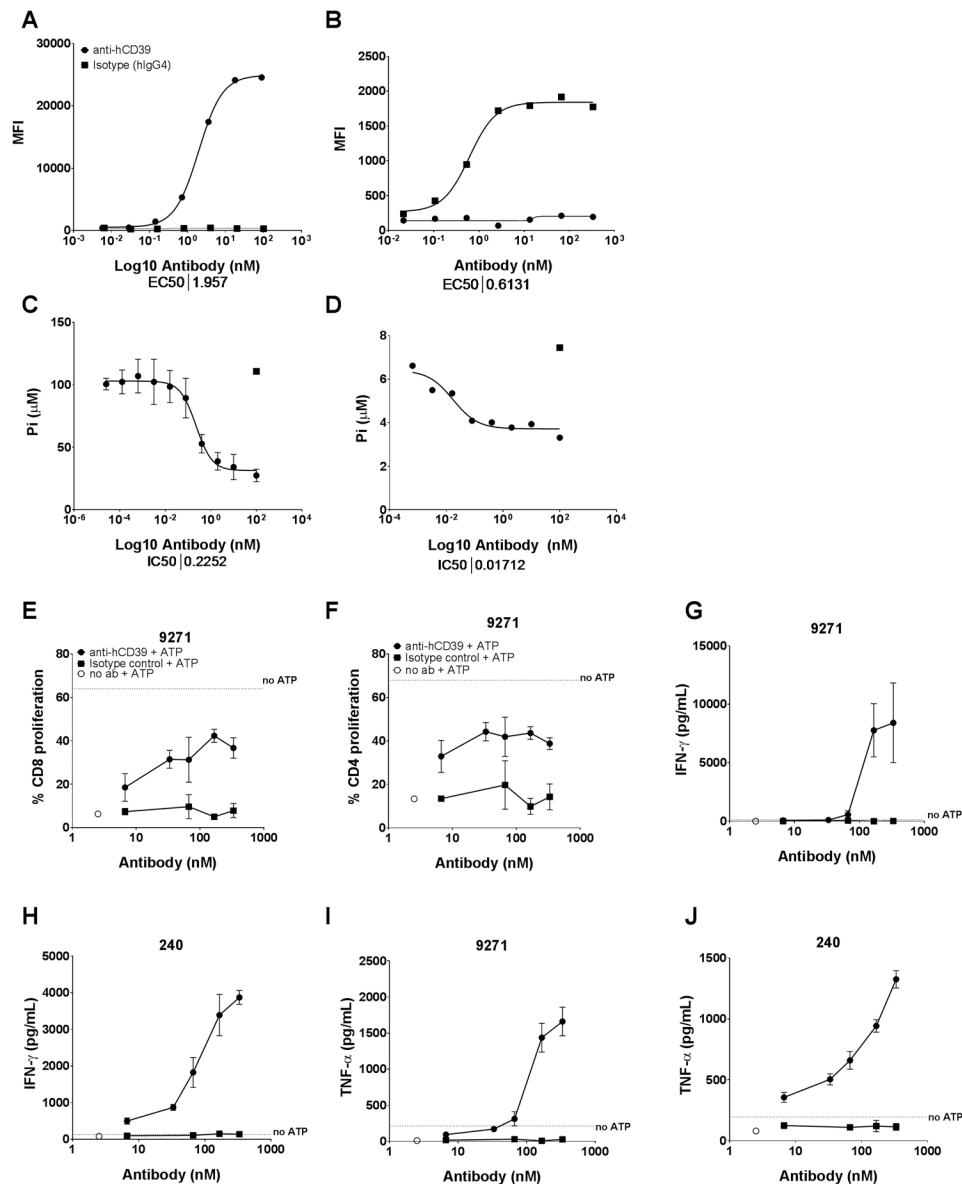 A
30000
20000
10000
0
MFI
anti-hCD39
Isotype (hIgG4)
10-3 10-2 10-1 100 101 102 103
Log10 Antibody (nM)
EC50 1.957
B
2500
2000
1500
1000
500
0
MFI
10-2 10-1 100 101 102 103
Antibody (nM)
EC50 0.6131
C
150
100
50
0
Pi (μM)
10-6 10-4 10-2 100 102 104
Log10 Antibody (nM)
IC50 0.2252
D
8
6
4
2
0
Pi (μM)
10-4 10-2 100 102 104
Log10 Antibody (nM)
IC50 0.01712
E
9271
anti-hCD39 + ATP
Isotype control + ATP
no ab + ATP
80
60
40
20
0
% CD8 proliferation
no ATP
1 10 100 1000
Antibody (nM)
F
9271
anti-hCD39 + ATP
Isotype control + ATP
no ab + ATP
80
60
40
20
0
% CD4 proliferation
no ATP
1 10 100 1000
Antibody (nM)
G
9271
15000
10000
5000
0
IFN-γ (pg/mL)
no ATP
1 10 100 1000
Antibody (nM)
H
240
5000
4000
3000
2000
1000
0
IFN-γ (pg/mL)
no ATP
1 10 100 1000
Antibody (nM)
I
9271
2500
2000
1500
1000
500
0
TNF-α (pg/mL)
no ATP
1 10 100 1000
Antibody (nM)
J
240
1500
1000
500
0
TNF-α (pg/mL)
no ATP
1 10 100 1000
Antibody (nM)